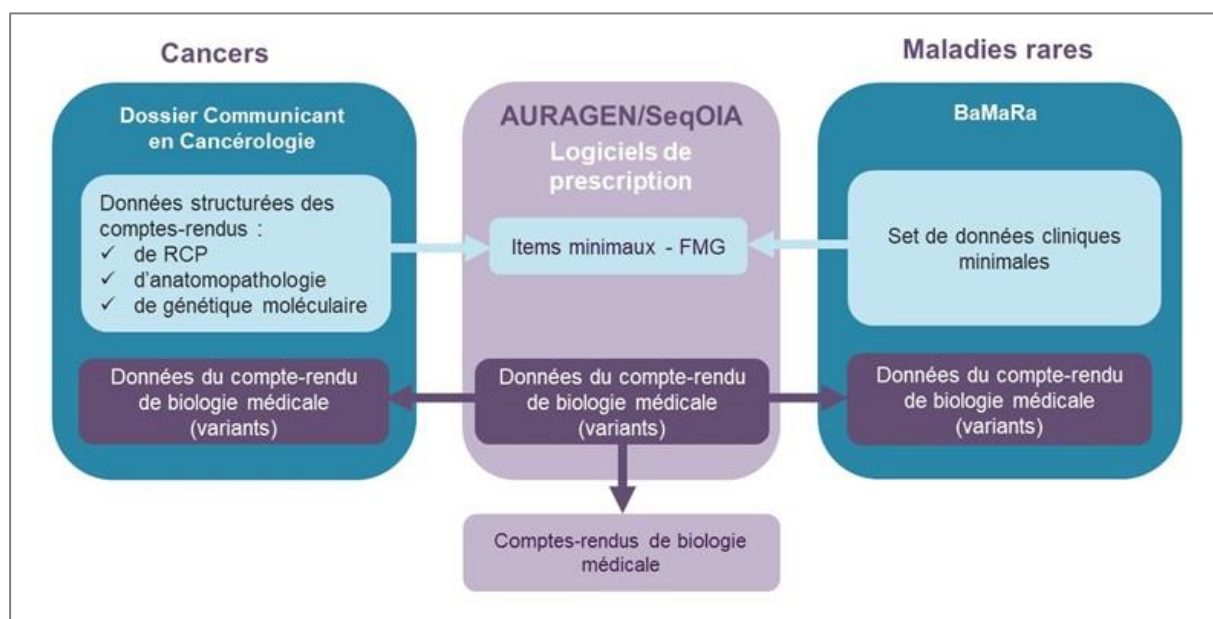 Cancers
Dossier Communicant
en Cancérologie
Données structurées des
comptes-rendus :
✓ de RCP
✓ d'anatomopathologie
✓ de génétique moléculaire
Données du compte-rendu
de biologie médicale
(variants)
AURAGEN/SeqOIA
Logiciels de
prescription
Items minimaux - FMG
Données du compte-rendu
de biologie médicale
(variants)
Comptes-rendus de biologie
médicale
Maladies rares
BaMaRa
Set de données cliniques
minimales
Données du compte-rendu
de biologie médicale
(variants)